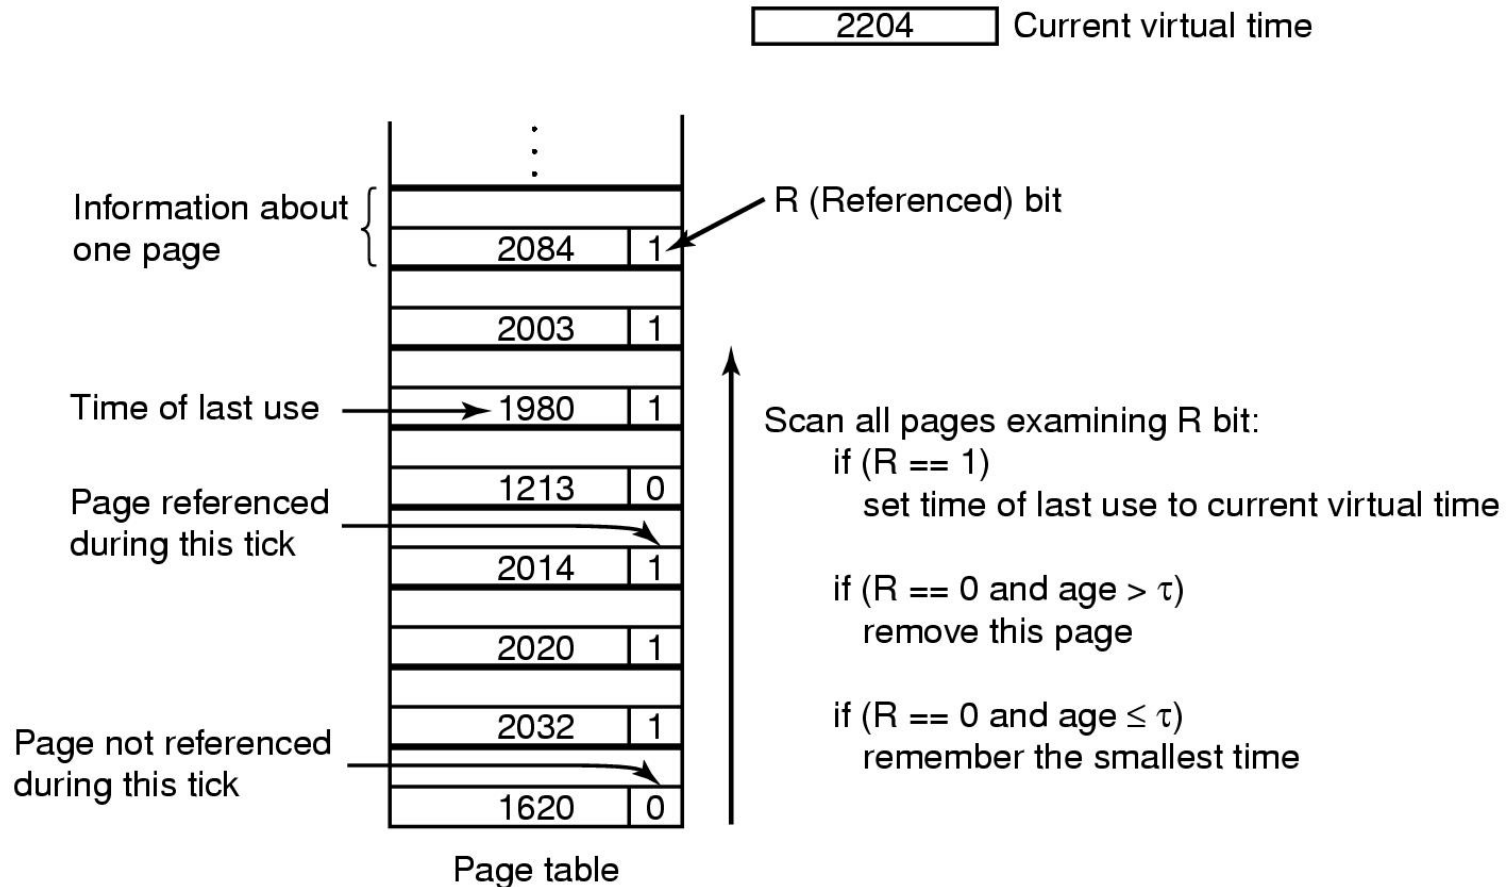 2204 Current virtual time
Information about
one page
R (Referenced) bit
2084 1
2003 1
Time of last use
1980 1
Scan all pages examining R bit:
if (R == 1)
set time of last use to current virtual time
if (R == 0 and age > τ)
remove this page
if (R == 0 and age ≤ τ)
remember the smallest time
1213 0
Page referenced
during this tick
2014 1
2020 1
2032 1
Page not referenced
during this tick
1620 0
Page table